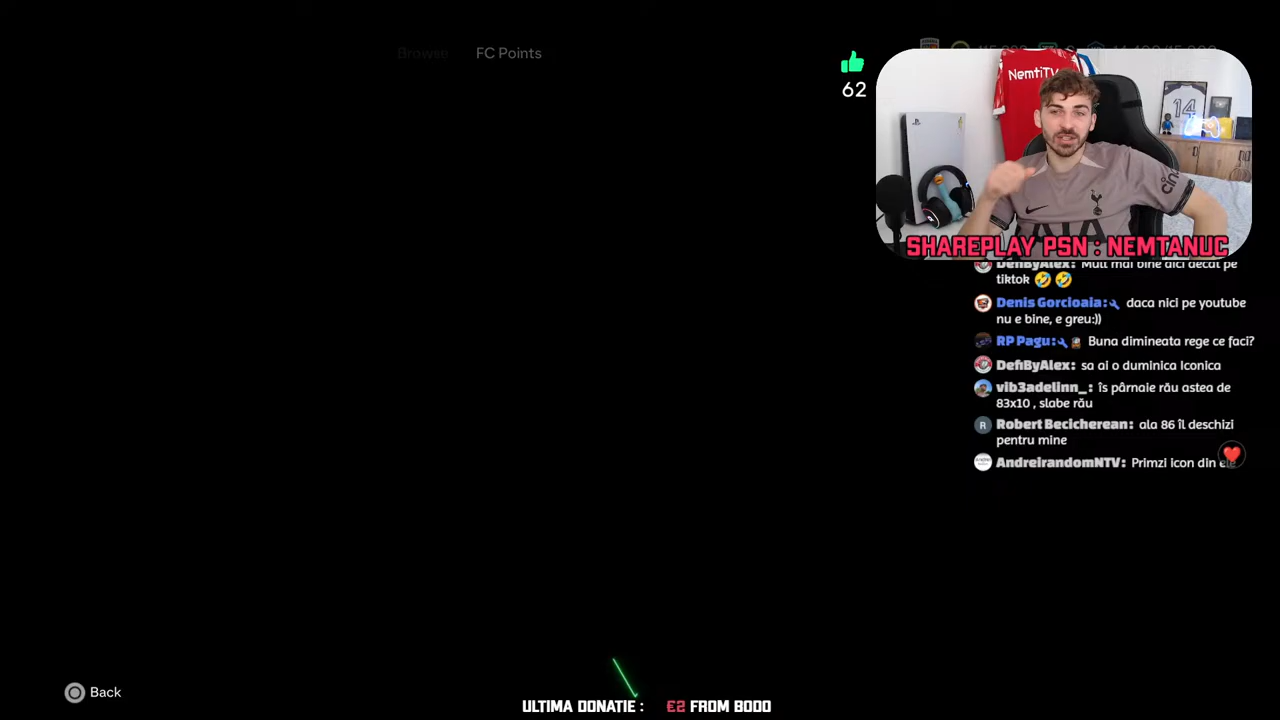 Browse FC Points
62
NemtiTV
14
SHAREPLAY PSN : NEMTANUC
DefiByAlex: Mult mai bine aici decat pe
tiktok 🤣 🤣
Denis Gorcioaia: daca nici pe youtube
nu e bine, e greu:))
RP Pagu: Buna dimineata rege ce faci?
DefiByAlex: sa ai o duminica Iconica
vib3adelinn_: îs pârnaie rău astea de
83x10 , slabe rău
Robert Becicherean: ala 86 îl deschizi
pentru mine
AndreirandomNTV: Primzi icon din ele
Back
ULTIMA DONATIE : €2 FROM BODO